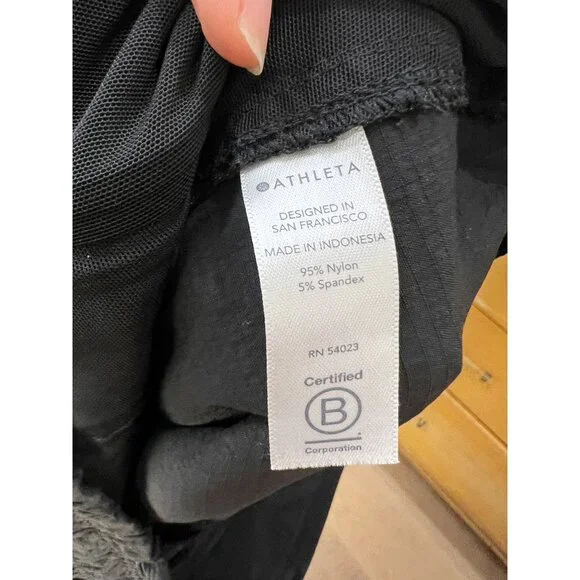 ATHLETA
DESIGNED IN
SAN FRANCISCO
MADE IN INDONESIA
95% Nylon
5% Spandex
RN 54023
Certified
B
Corporation